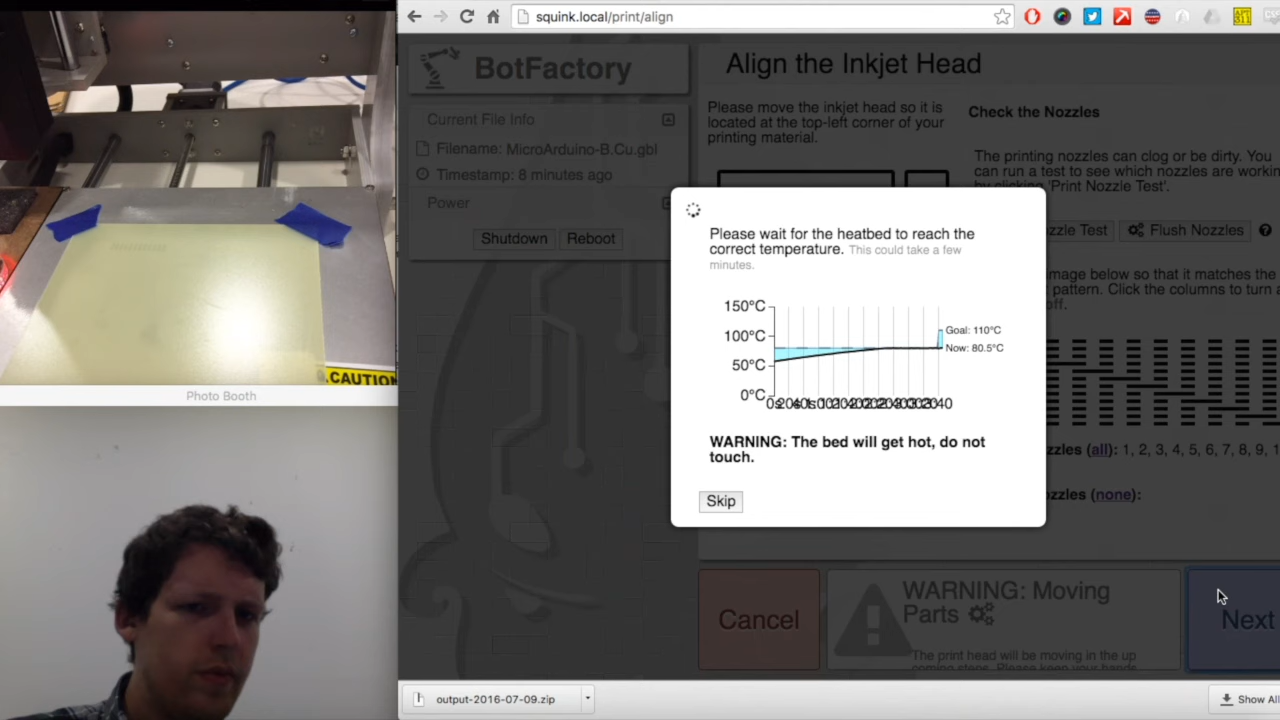 squink.local/print/align
BotFactory
Current File Info
Filename: MicroArduino-B.Cu.gbl
Timestamp: 8 minutes ago
Power
Shutdown
Reboot
Align the Inkjet Head
Please move the inkjet head so it is
located at the top-left corner of your
printing material.
Check the Nozzles
The printing nozzles can clog or be dirty. You
can run a test to see which nozzles are workin
by clicking 'Print Nozzle Test'.
zzle Test
Flush Nozzles
mage below so that it matches the
pattern. Click the columns to turn
off.
zzles (all): 1, 2, 3, 4, 5, 6, 7, 8, 9, 1
zzles (none):
Please wait for the heatbed to reach the
correct temperature. This could take a few
minutes.
150°C
100°C
50°C
0°C
Goal: 110°C
Now: 80.5°C
WARNING: The bed will get hot, do not
touch.
Skip
Cancel
WARNING: Moving
Parts
The print head will be moving in the up
coming steps. Please keep your hands
Next
.CAUTION
Photo Booth
output-2016-07-09.zip
Show All